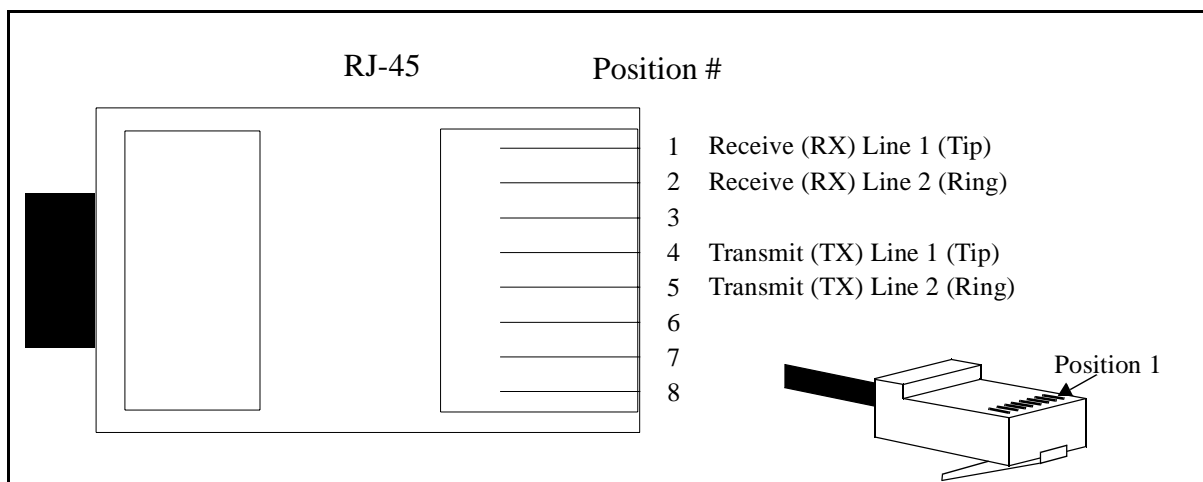 RJ-45 Position #
1 Receive (RX) Line 1 (Tip)
2 Receive (RX) Line 2 (Ring)
3
4 Transmit (TX) Line 1 (Tip)
5 Transmit (TX) Line 2 (Ring)
6
7
8
Position 1